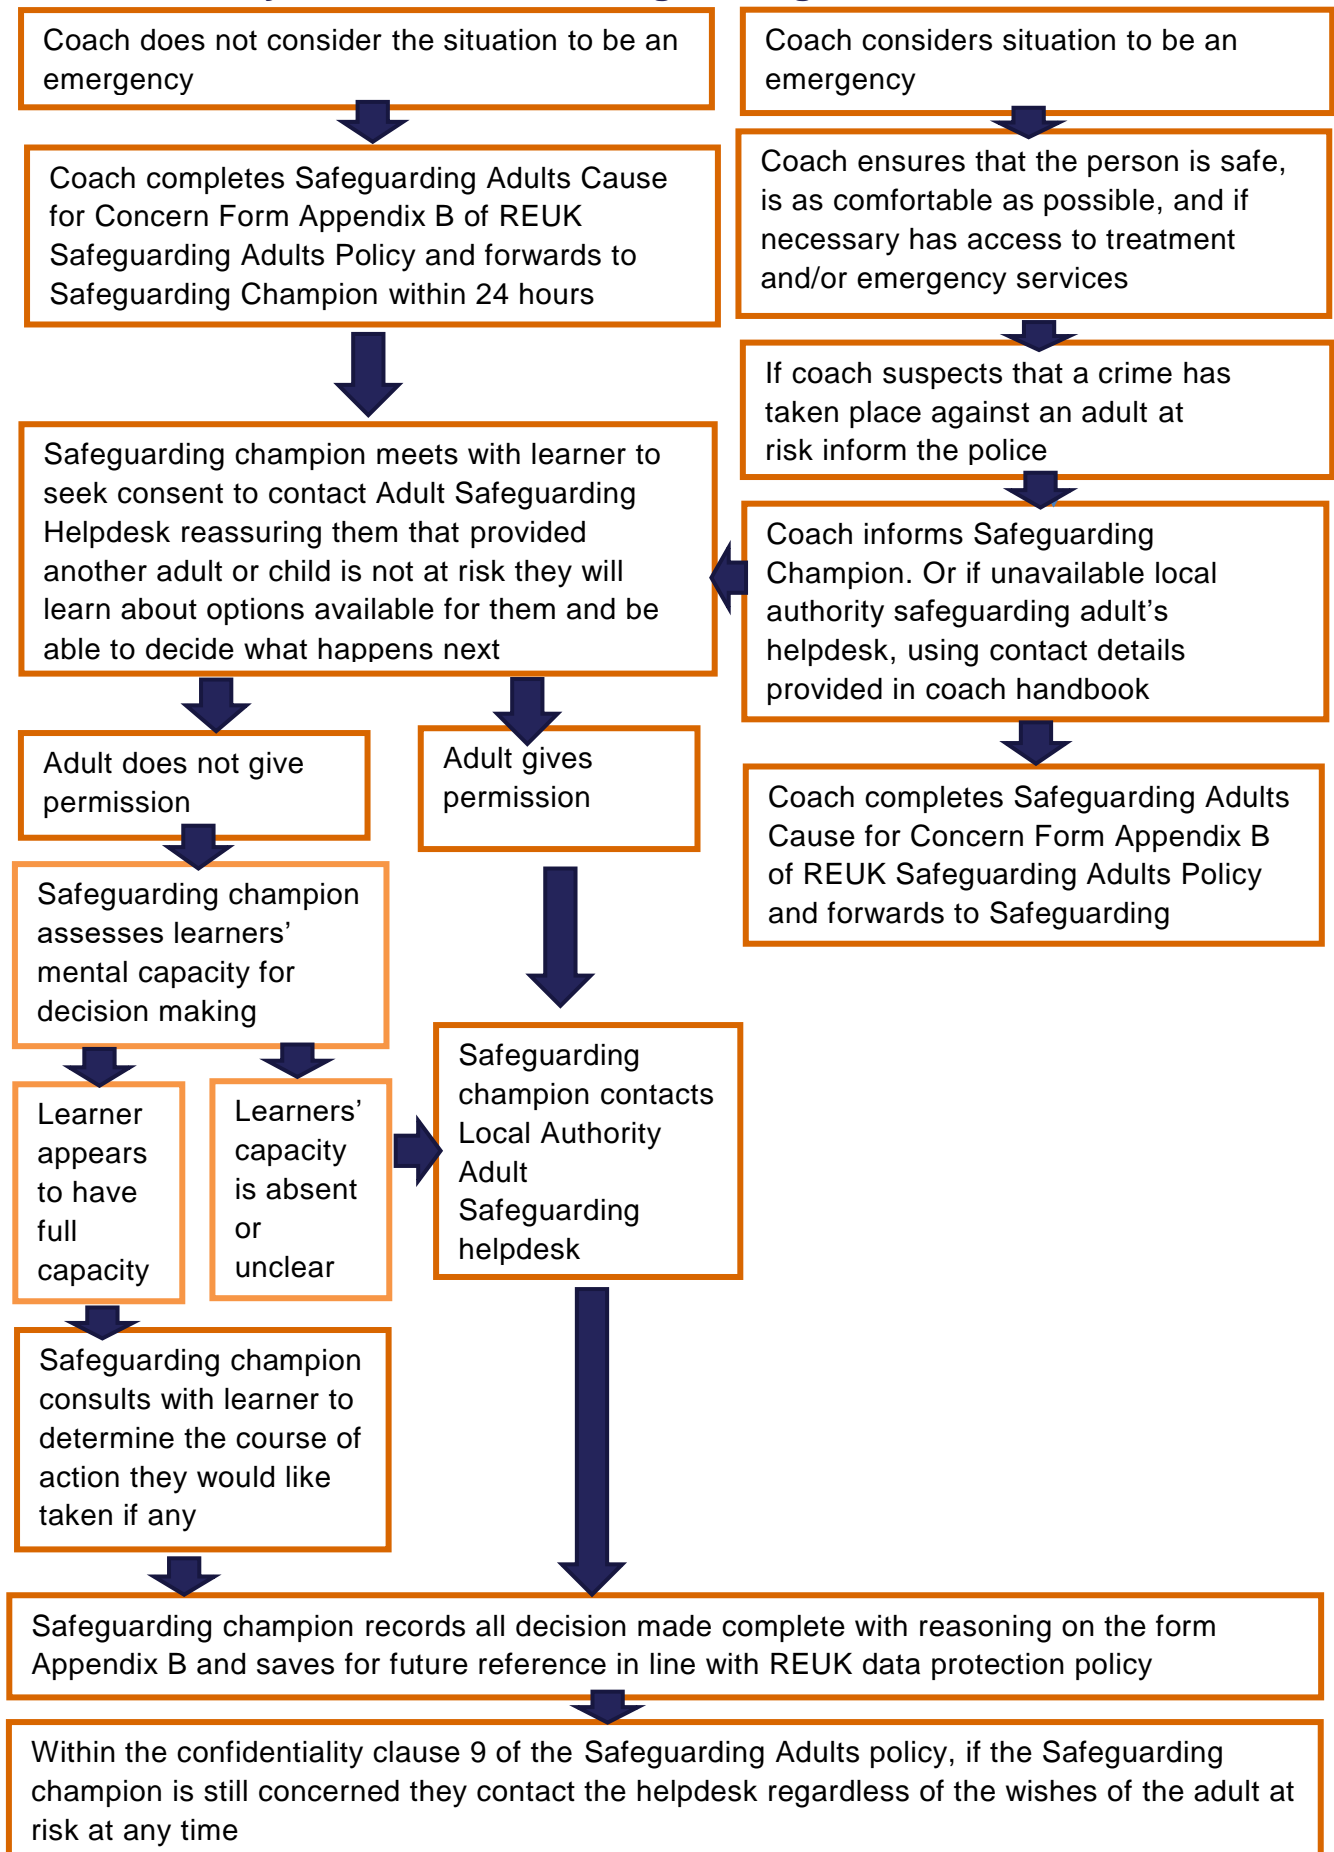 Coach does not consider the situation to be an
emergency
Coach considers situation to be an
emergency
Coach completes Safeguarding Adults Cause
for Concern Form Appendix B of REUK
Safeguarding Adults Policy and forwards to
Safeguarding Champion within 24 hours
Coach ensures that the person is safe,
is as comfortable as possible, and if
necessary has access to treatment
and/or emergency services
If coach suspects that a crime has
taken place against an adult at
risk inform the police
Safeguarding champion meets with learner to
seek consent to contact Adult Safeguarding
Helpdesk reassuring them that provided
another adult or child is not at risk they will
learn about options available for them and be
able to decide what happens next
Coach informs Safeguarding
Champion. Or if unavailable local
authority safeguarding adult’s
helpdesk, using contact details
provided in coach handbook
Adult does not give
permission
Adult gives
permission
Coach completes Safeguarding Adults
Cause for Concern Form Appendix B
of REUK Safeguarding Adults Policy
and forwards to Safeguarding
Safeguarding champion
assesses learners’
mental capacity for
decision making
Learner
appears
to have
full
capacity
Learners’
capacity
is absent
or
unclear
Safeguarding
champion contacts
Local Authority
Adult
Safeguarding
helpdesk
Safeguarding champion
consults with learner to
determine the course of
action they would like
taken if any
Safeguarding champion records all decision made complete with reasoning on the form
Appendix B and saves for future reference in line with REUK data protection policy
Within the confidentiality clause 9 of the Safeguarding Adults policy, if the Safeguarding
champion is still concerned they contact the helpdesk regardless of the wishes of the adult at
risk at any time